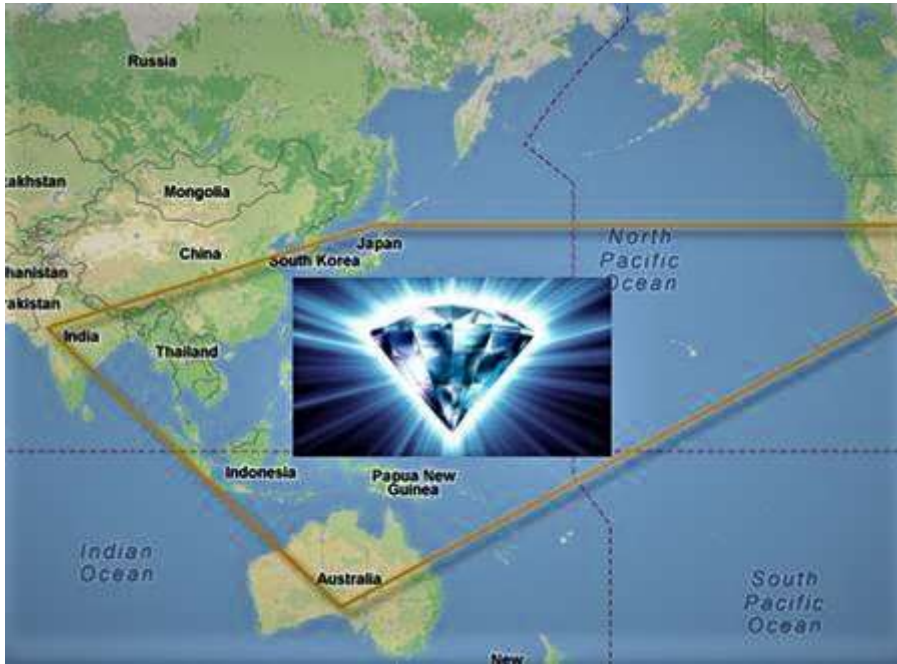 Russia
akhstan
Mongolia
North
Pacific
Ocean
Japan
China
South Korea
hanistan
akistan
India
Thailand
Indonesia
Papua New
Guinea
Indian
Ocean
Australia
South
Pacific
Ocean
New